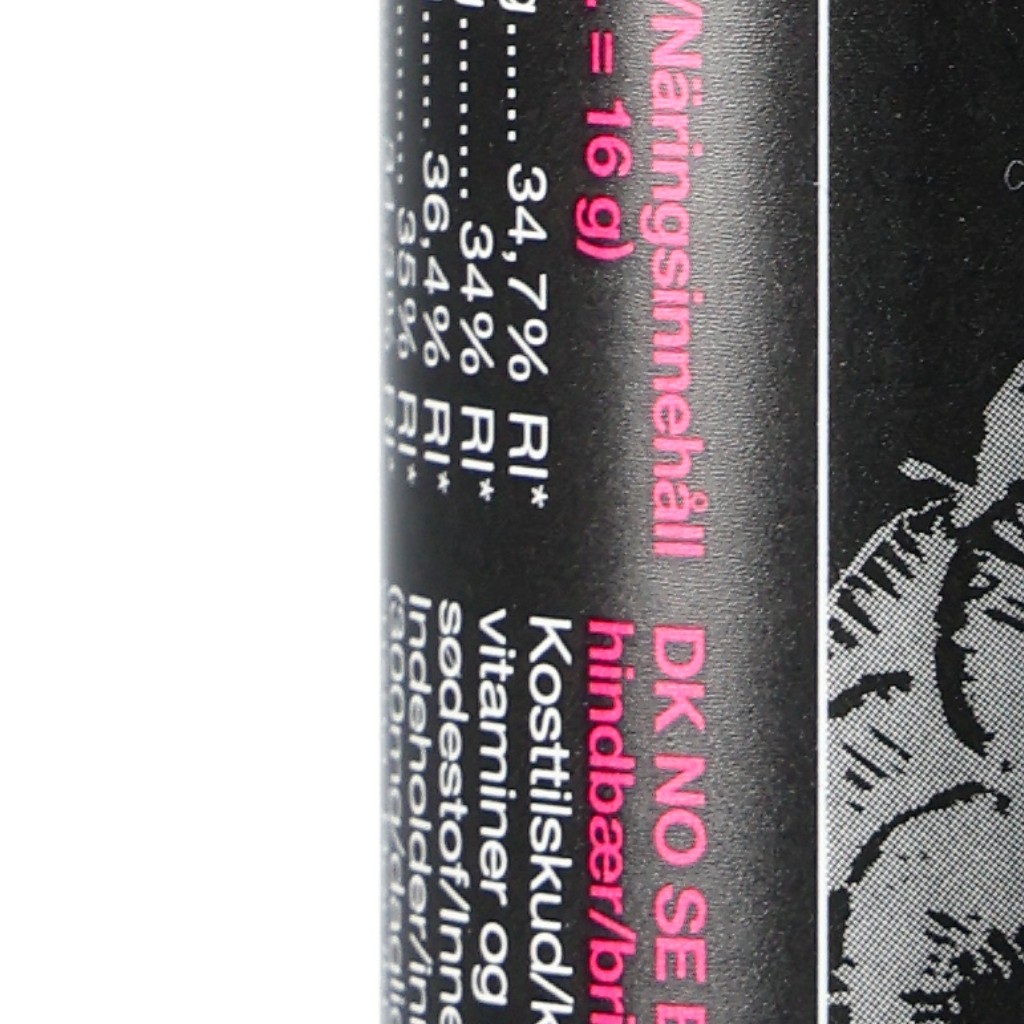 /Näringsinnehåll DK NO SE
= 16 g)
hindbær/bri
34,7% RI*
Kosttilskud/k
34% RI*
vitaminer og
36,4% RI*
sødestof/Inne
35% RI*
Indeholder/in